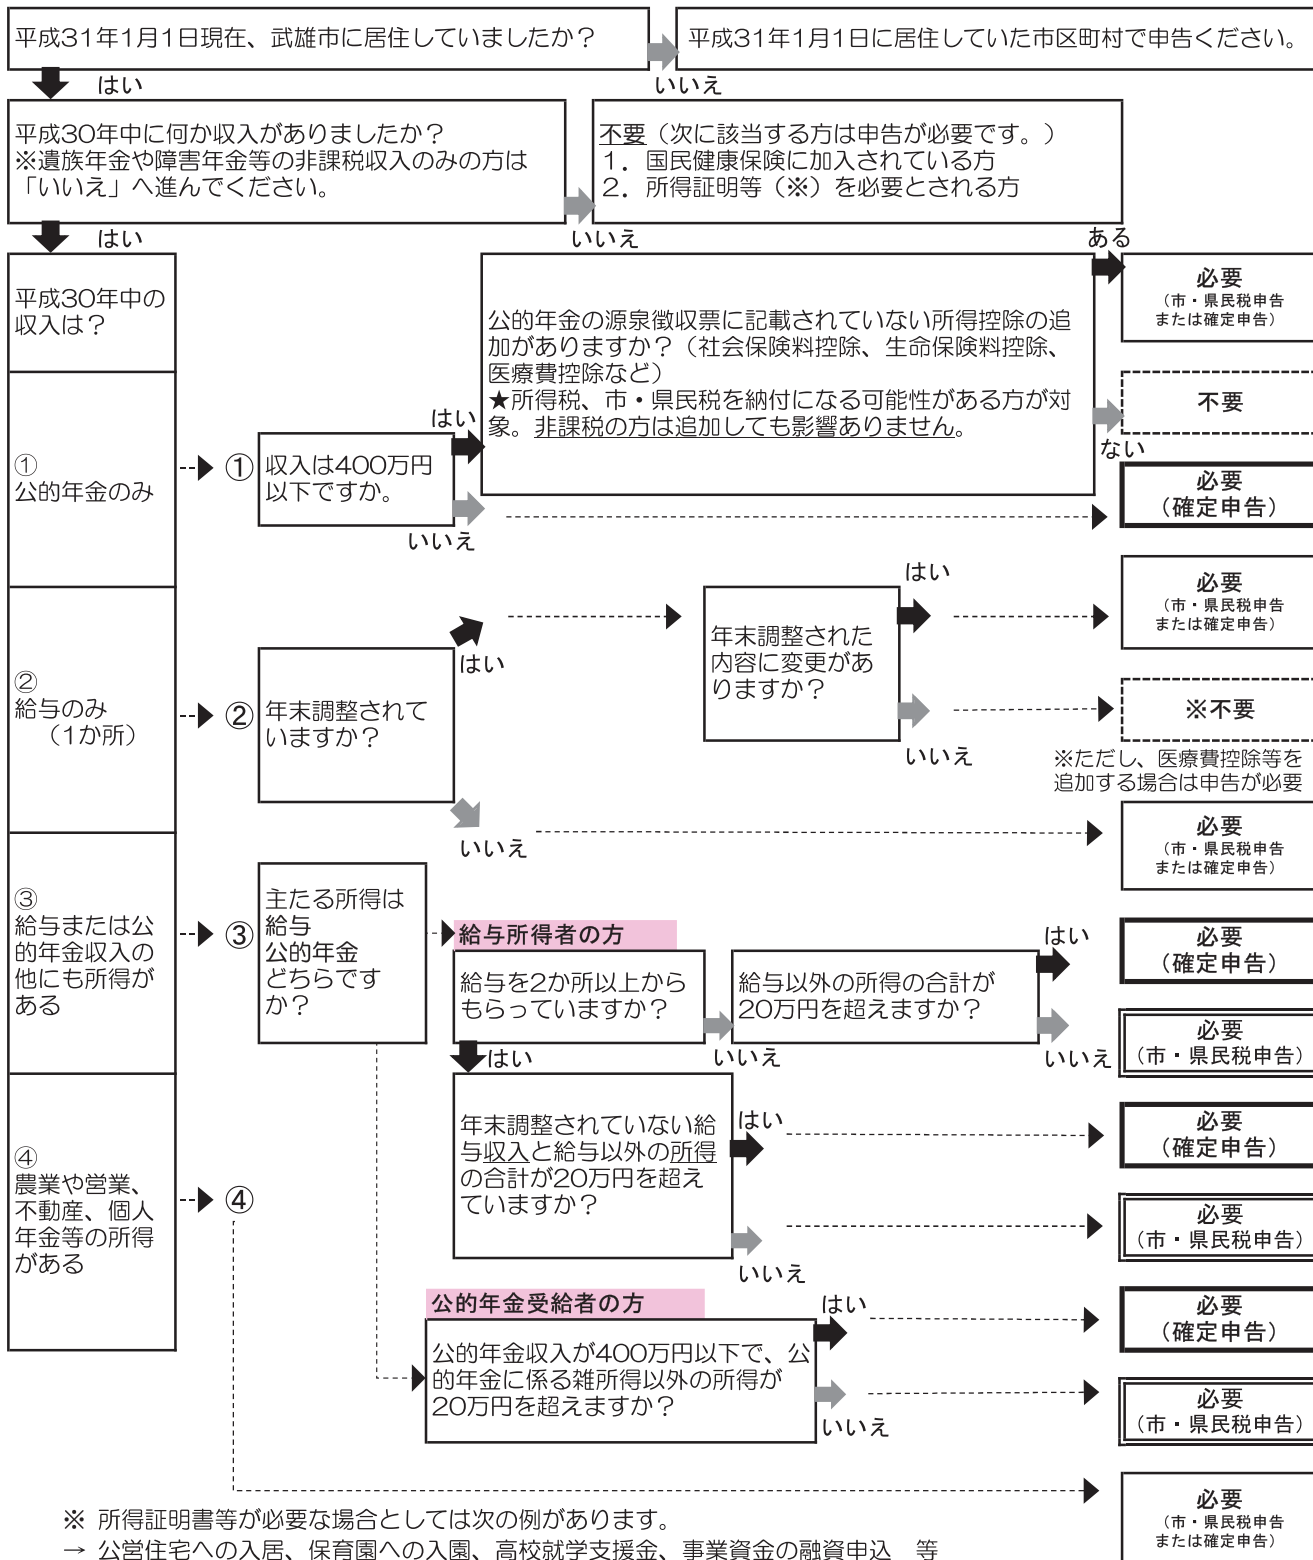 平成31年1月1日現在、武雄市に居住していましたか?
平成31年1月1日に居住していた市区町村で申告ください。
はい
いいえ
平成30年中に何か収入がありましたか?
※遺族年金や障害年金等の非課税収入のみの方は
「いいえ」へ進んでください。
不要(次に該当する方は申告が必要です。)
1.国民健康保険に加入されている方
2.所得証明等(※)を必要とされる方
はい
いいえ
平成30年中の
収入は?
①
公的年金のみ
①
収入は400万円
以下ですか。
はい
いいえ
公的年金の源泉徴収票に記載されていない所得控除の追
加がありますか?(社会保険料控除、生命保険料控除、
医療費控除など)
★所得税、市・県民税を納付になる可能性がある方が対
象。非課税の方は追加しても影響ありません。
ある
必要
(市・県民税申告
または確定申告)
不要
ない
必要
(確定申告)
②
給与のみ
(1か所)
②
年末調整されて
いますか?
はい
いいえ
年末調整された
内容に変更があ
りますか?
はい
いいえ
必要
(市・県民税申告
または確定申告)
※不要
※ただし、医療費控除等を
追加する場合は申告が必要
必要
(市・県民税申告
または確定申告)
③
給与または公
的年金収入の
他にも所得が
ある
③
主たる所得は
給与
公的年金
どちらです
か?
給与所得者の方
給与を2か所以上から
もらっていますか?
はい
いいえ
給与以外の所得の合計が
20万円を超えますか?
はい
いいえ
必要
(確定申告)
必要
(市・県民税申告)
年末調整されていない給
与収入と給与以外の所得
の合計が20万円を超え
ていますか?
はい
いいえ
必要
(確定申告)
必要
(市・県民税申告)
公的年金受給者の方
公的年金収入が400万円以下で、公
的年金に係る雑所得以外の所得が
20万円を超えますか?
はい
いいえ
必要
(確定申告)
必要
(市・県民税申告)
④
農業や営業、
不動産、個人
年金等の所得
がある
④
必要
(市・県民税申告
または確定申告)
※ 所得証明書等が必要な場合としては次の例があります。
→ 公営住宅への入居、保育園への入園、高校就学支援金、事業資金の融資申込 等